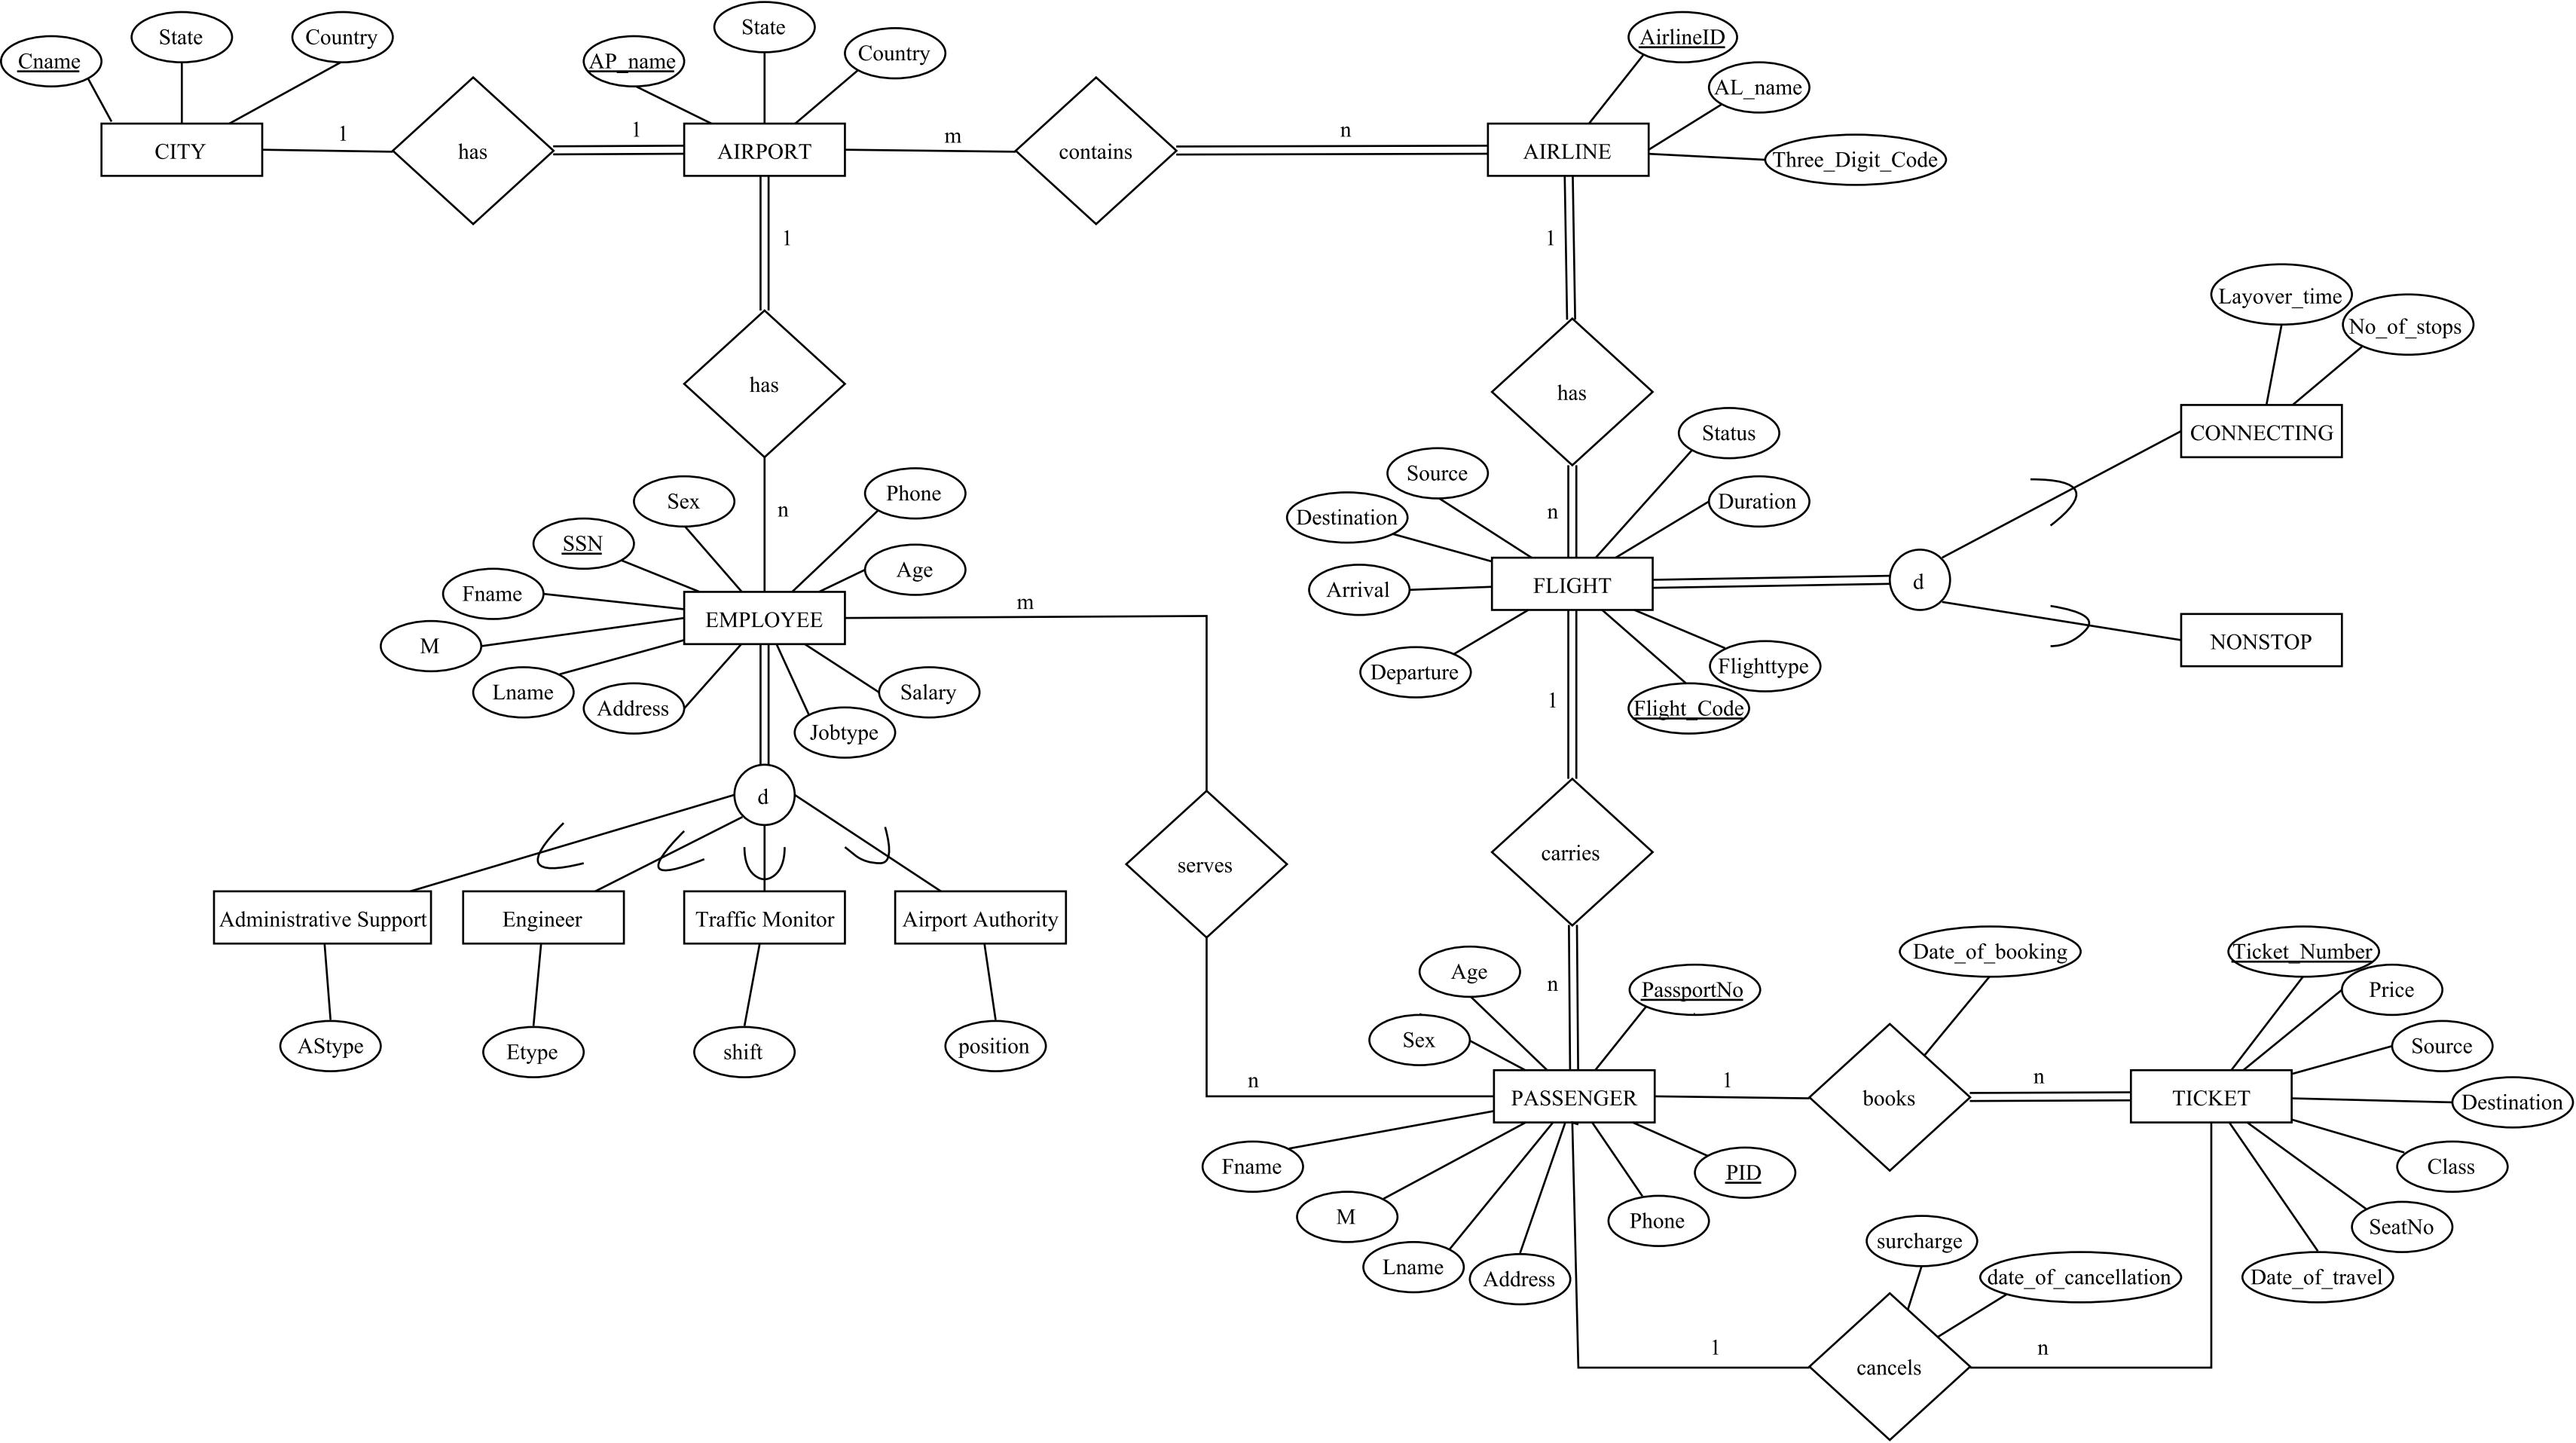 Cname
State
Country
CITY
1
has
1
AP_name
State
Country
AIRPORT
m
contains
n
AirlineID
AL_name
Three_Digit_Code
AIRLINE
1
has
n
1
has
n
Layover_time
No_of_stops
CONNECTING
NONSTOP
d
Source
Status
Destination
Duration
Arrival
FLIGHT
Departure
Flighttype
Flight_Code
Sex
Phone
SSN
Age
Fname
M
EMPLOYEE
Lname
Address
Salary
Jobtype
m
serves
n
d
Administrative Support
Engineer
Traffic Monitor
Airport Authority
AStype
Etype
shift
position
1
carries
n
Age
PassportNo
Sex
PASSENGER
Fname
M
Lname
Address
Phone
PID
1
books
n
Date_of_booking
Ticket_Number
Price
Source
TICKET
Destination
Class
SeatNo
Date_of_travel
surcharge
date_of_cancellation
1
cancels
n